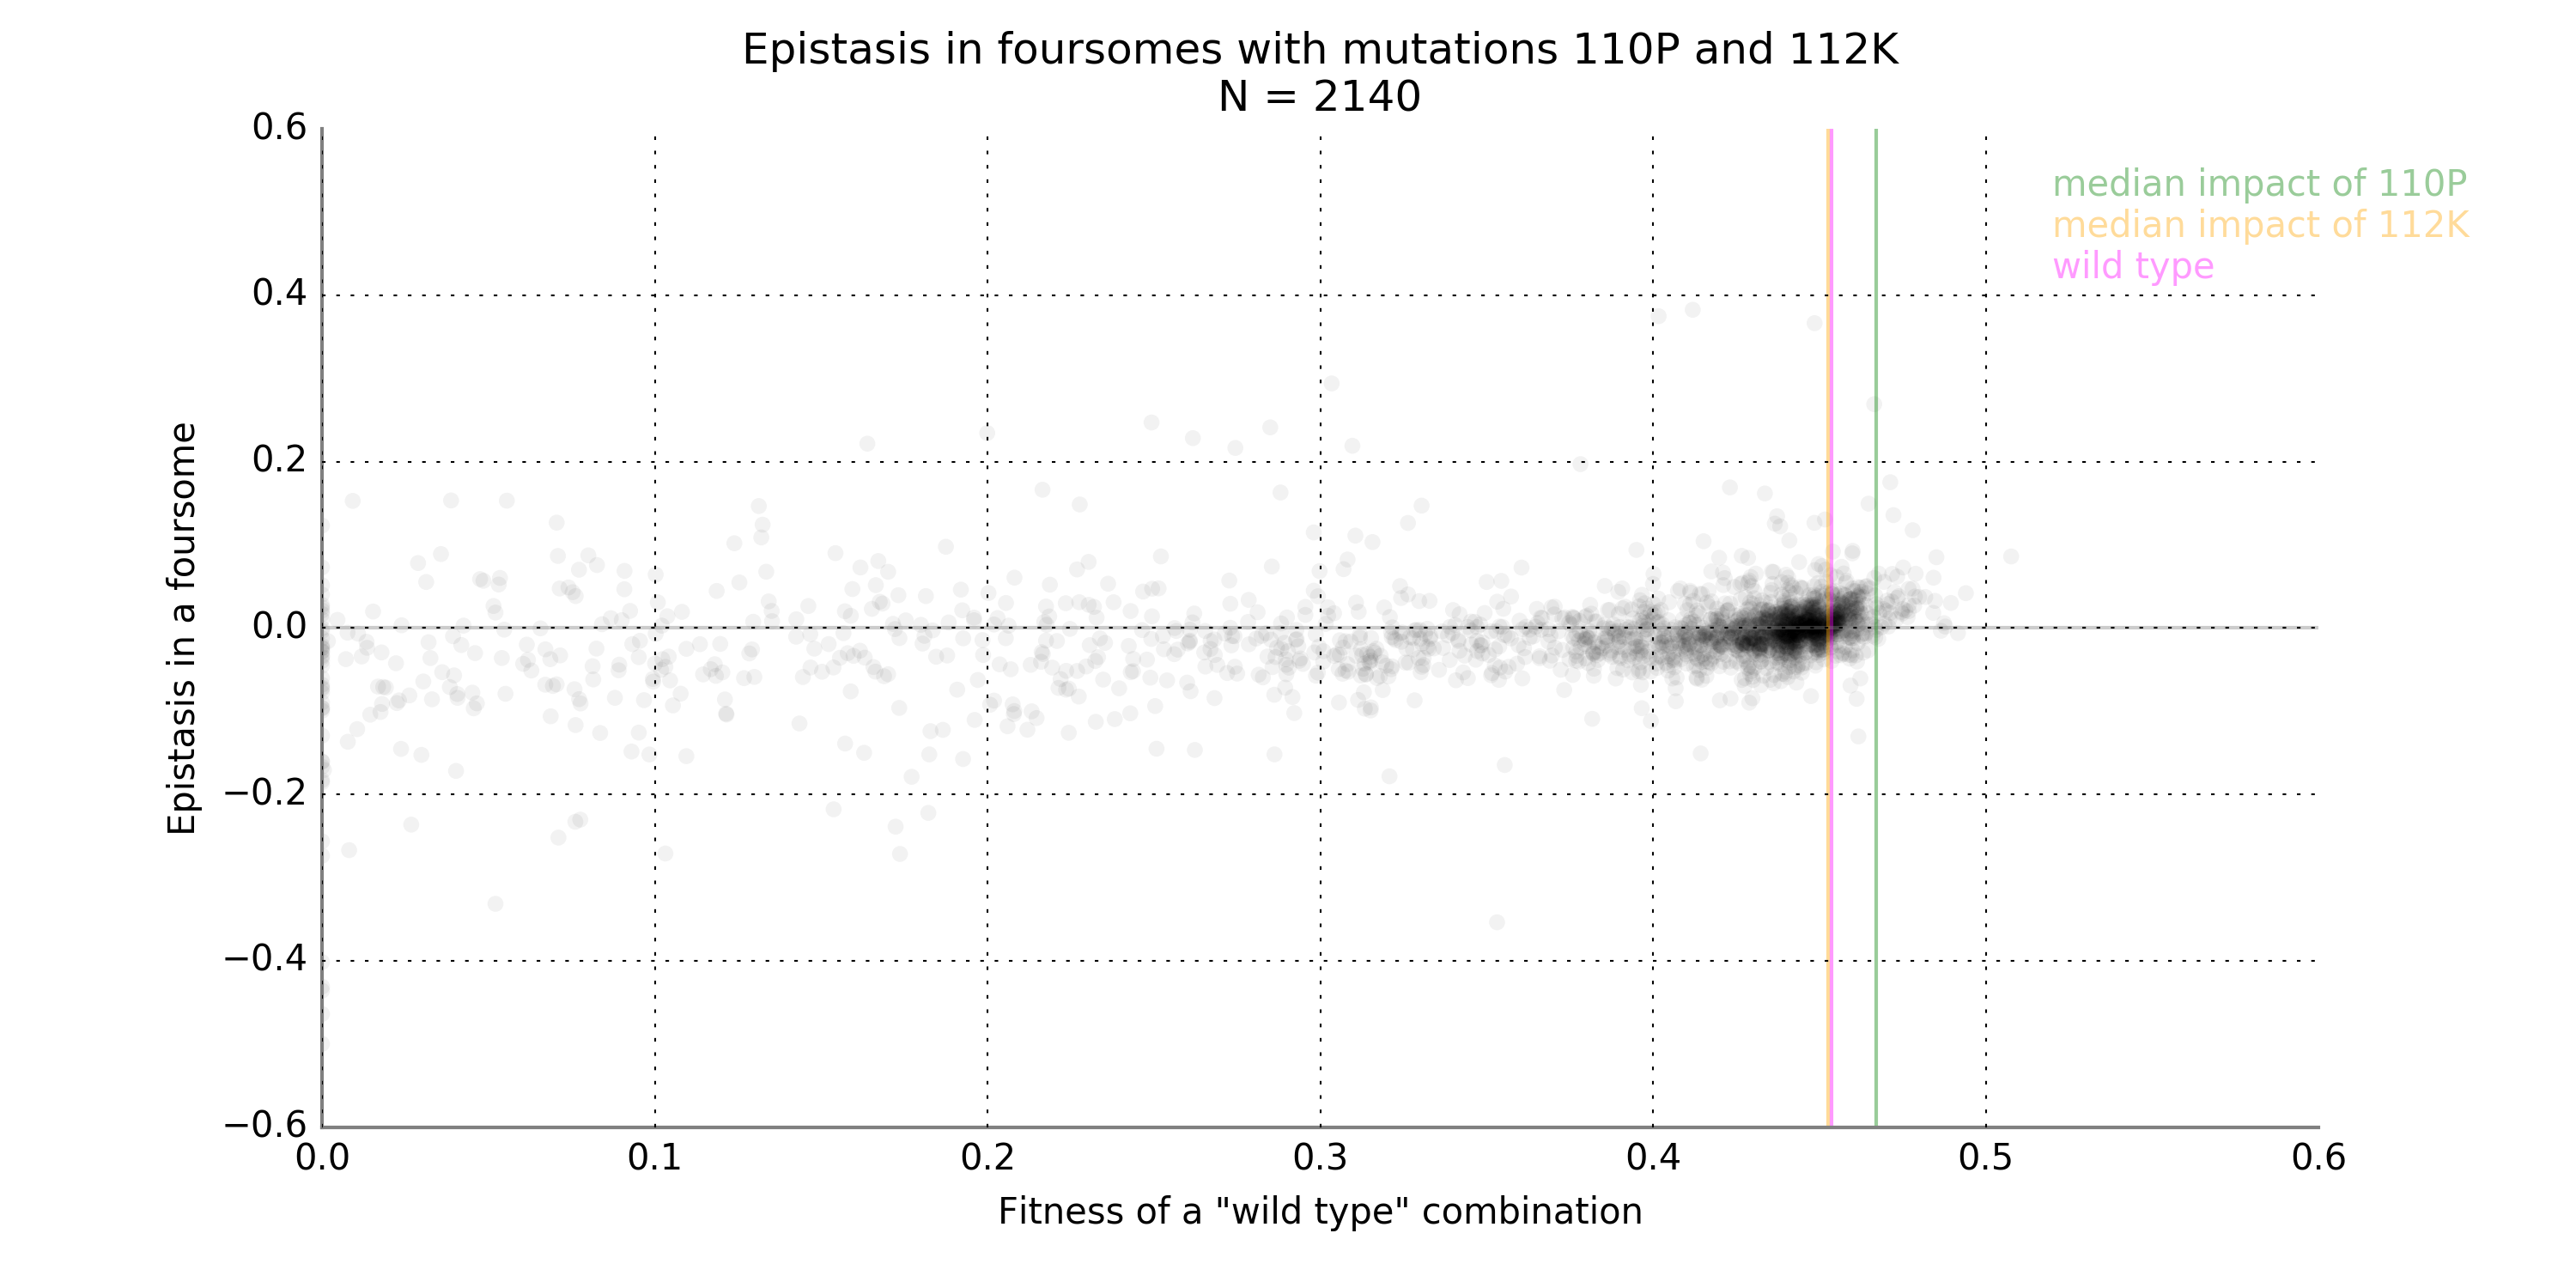 Epistasis in foursomes with mutations 110P and 112K
N = 2140
0.6
0.4
0.2
0.0
−0.2
−0.4
−0.6
Epistasis in a foursome
median impact of 110P
median impact of 112K
wild type
0.0 0.1 0.2 0.3 0.4 0.5 0.6
Fitness of a "wild type" combination